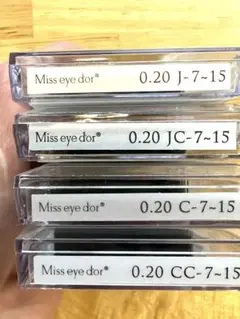 Miss eye dor® 0.20 J-7~15
Miss eye dor® 0.20 JC-7~15
Miss eye dor® 0.20 C-7~15
Miss eye dor® 0.20 CC-7~15